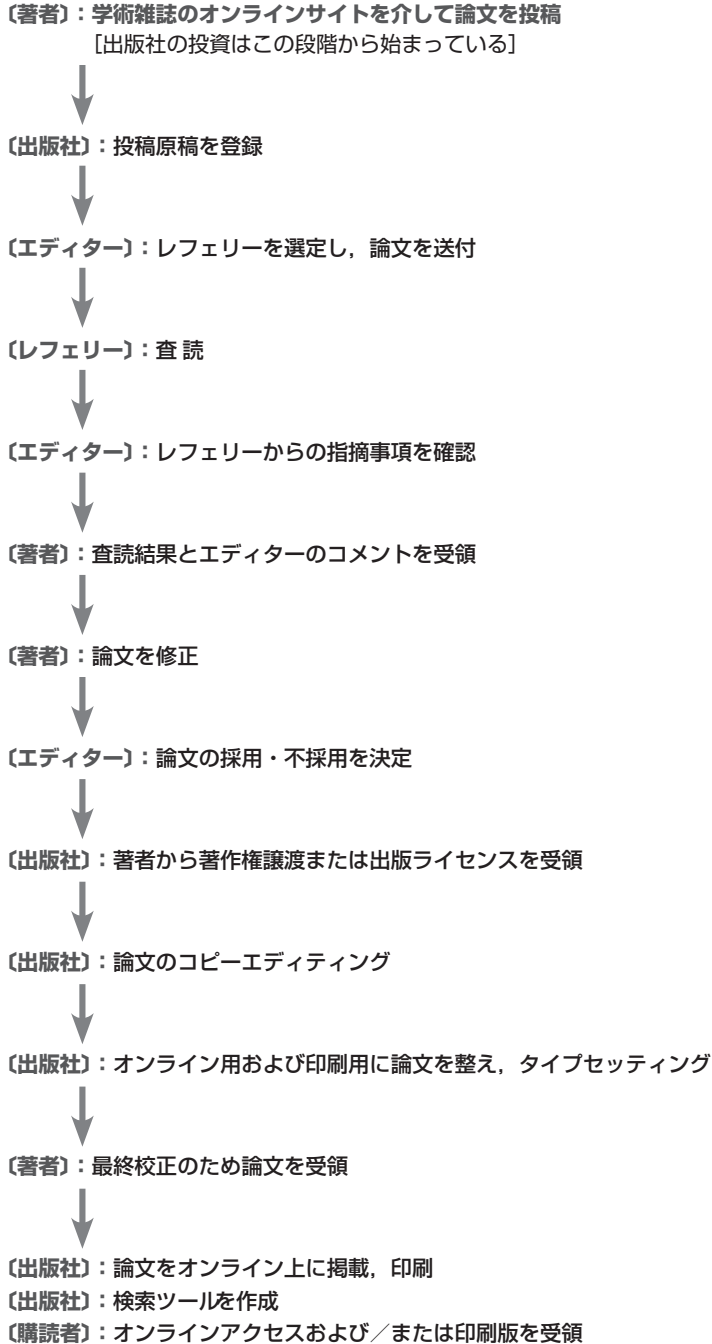 〔著者〕：学術雑誌のオンラインサイトを介して論文を投稿
［出版社の投資はこの段階から始まっている］
〔出版社〕：投稿原稿を登録
〔エディター〕：レフェリーを選定し，論文を送付
〔レフェリー〕：査 読
〔エディター〕：レフェリーからの指摘事項を確認
〔著者〕：査読結果とエディターのコメントを受領
〔著者〕：論文を修正
〔エディター〕：論文の採用・不採用を決定
〔出版社〕：著者から著作権譲渡または出版ライセンスを受領
〔出版社〕：論文のコピーエディティング
〔出版社〕：オンライン用および印刷用に論文を整え，タイプセッティング
〔著者〕：最終校正のため論文を受領
〔出版社〕：論文をオンライン上に掲載，印刷
〔出版社〕：検索ツールを作成
〔購読者〕：オンラインアクセスおよび／または印刷版を受領